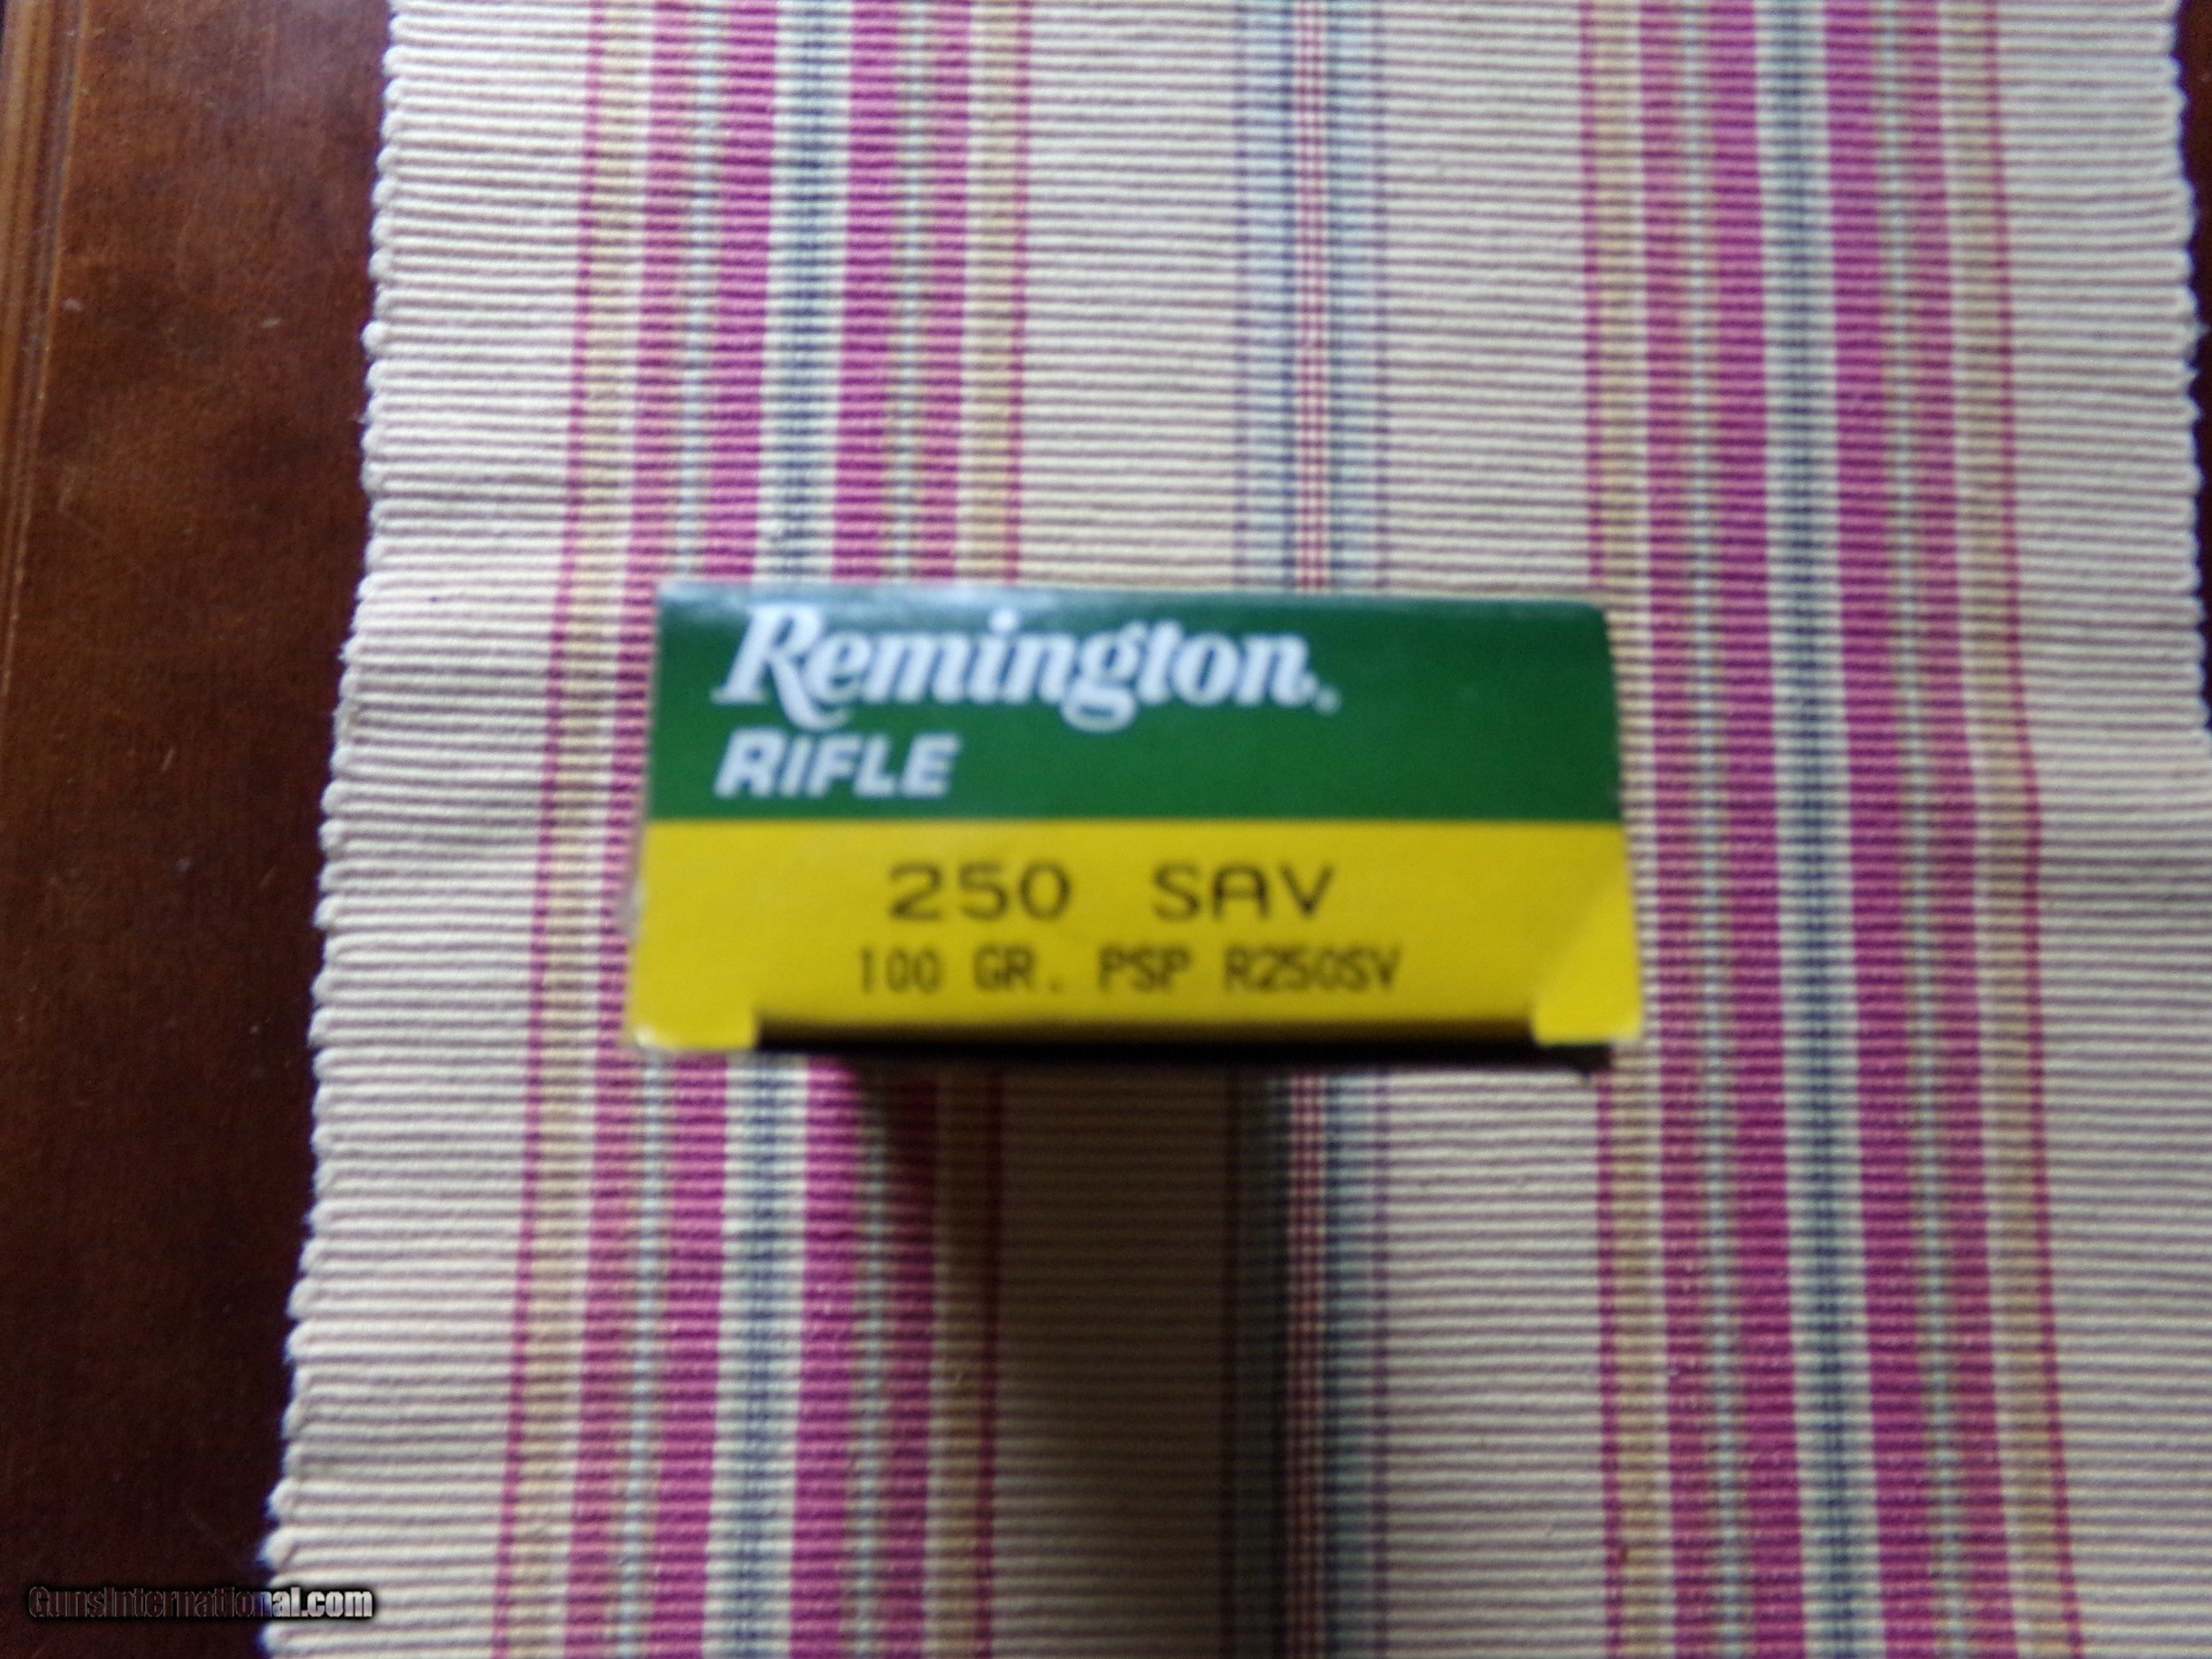 Remington.
RIFLE
250 SAV
100 GR. PSP R250SV
GunsInternational.com